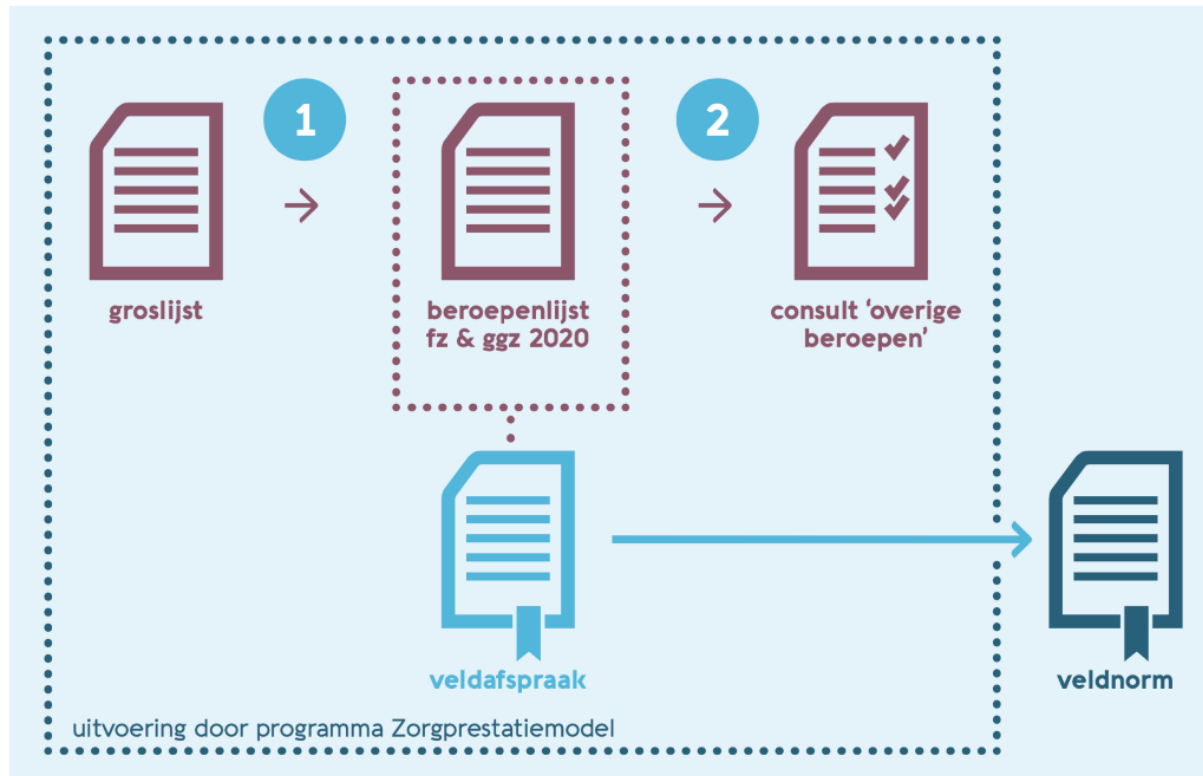 1
2
groslijst
beroepenlijst
fz & ggz 2020
consult ‘overige
beroepen’
veldafspraak
veldnorm
uitvoering door programma Zorgprestatiemodel